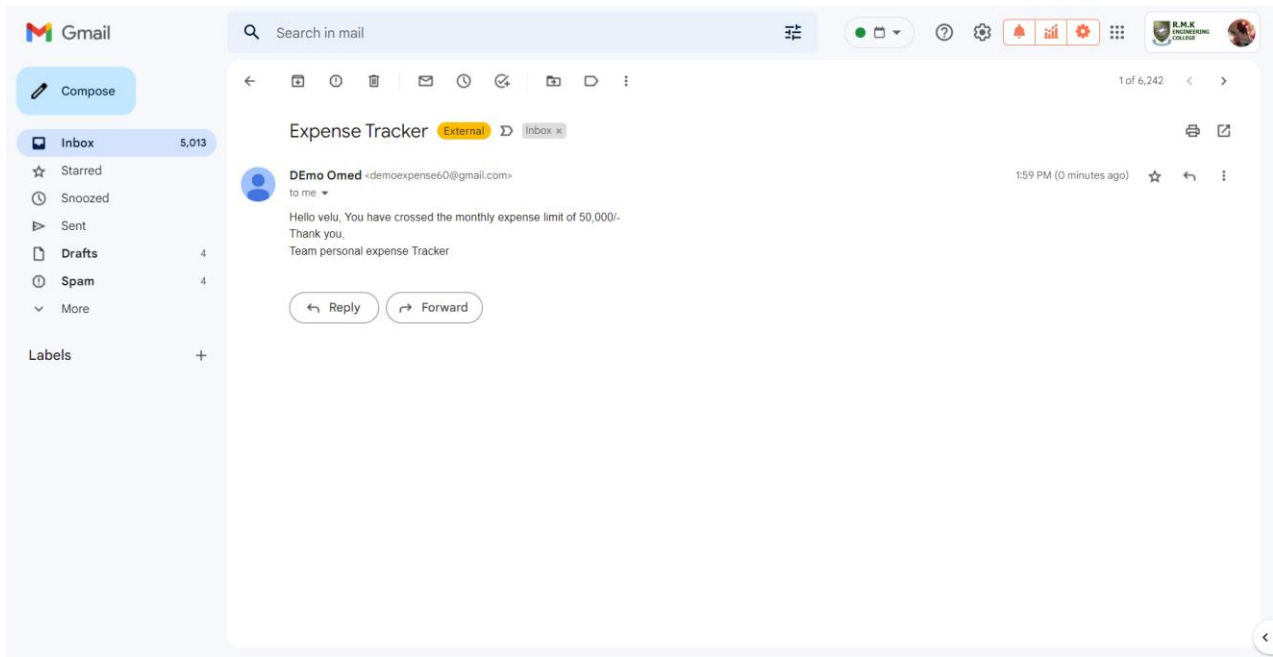 Gmail
Search in mail
R.M.K
ENGINEERING
COLLEGE
Compose
1 of 6,242
Expense Tracker External Inbox x
Inbox 5,013
Starred
DEmo Omed <demoexpense60@gmail.com> 1:59 PM (0 minutes ago)
to me
Snoozed
Hello velu, You have crossed the monthly expense limit of 50,000/-
Sent
Thank you,
Drafts 4
Team personal expense Tracker
Spam 4
More
Reply Forward
Labels